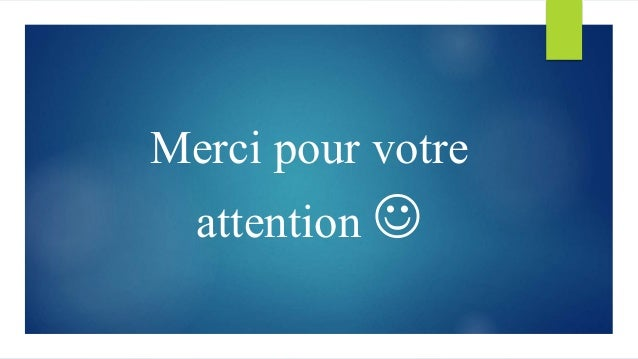 Merci pour votre
attention ☺